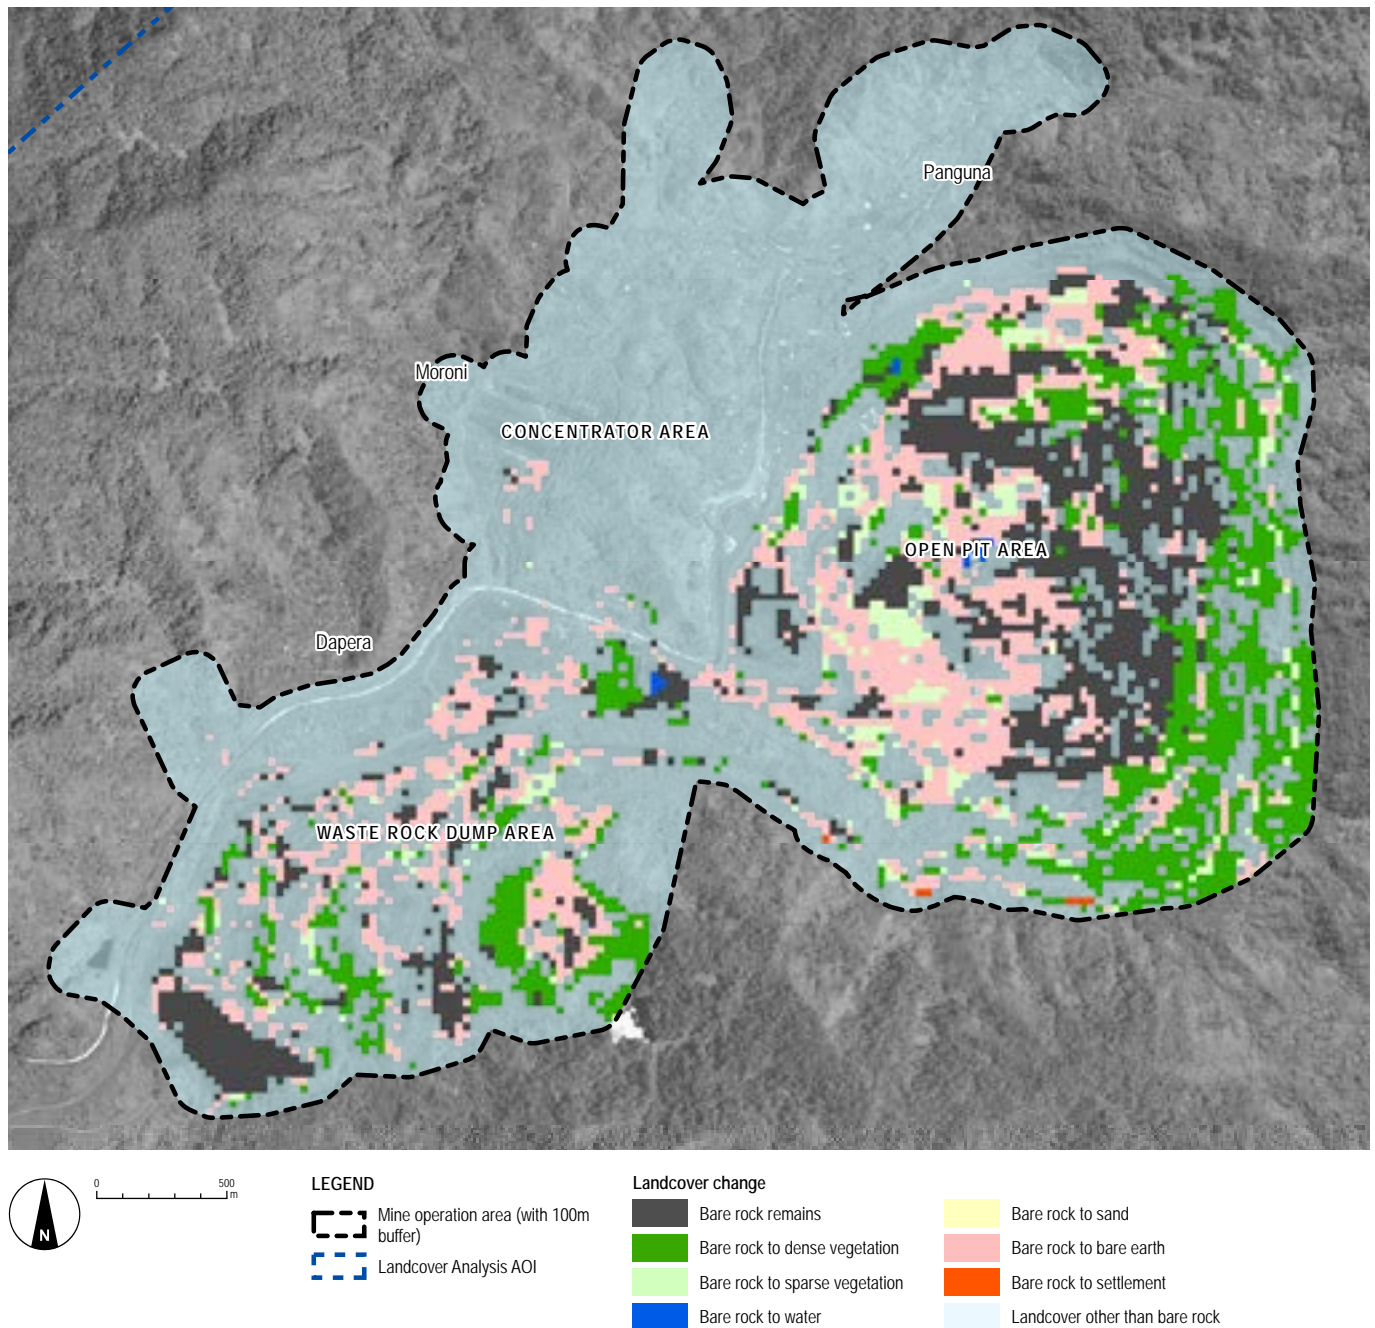 Panguna
Moroni
CONCENTRATOR AREA
OPEN PIT AREA
Dapera
WASTE ROCK DUMP AREA
N
0 500
m
LEGEND
Mine operation area (with 100m
buffer)
Landcover Analysis AOI
Landcover change
Bare rock remains
Bare rock to dense vegetation
Bare rock to sparse vegetation
Bare rock to water
Bare rock to sand
Bare rock to bare earth
Bare rock to settlement
Landcover other than bare rock